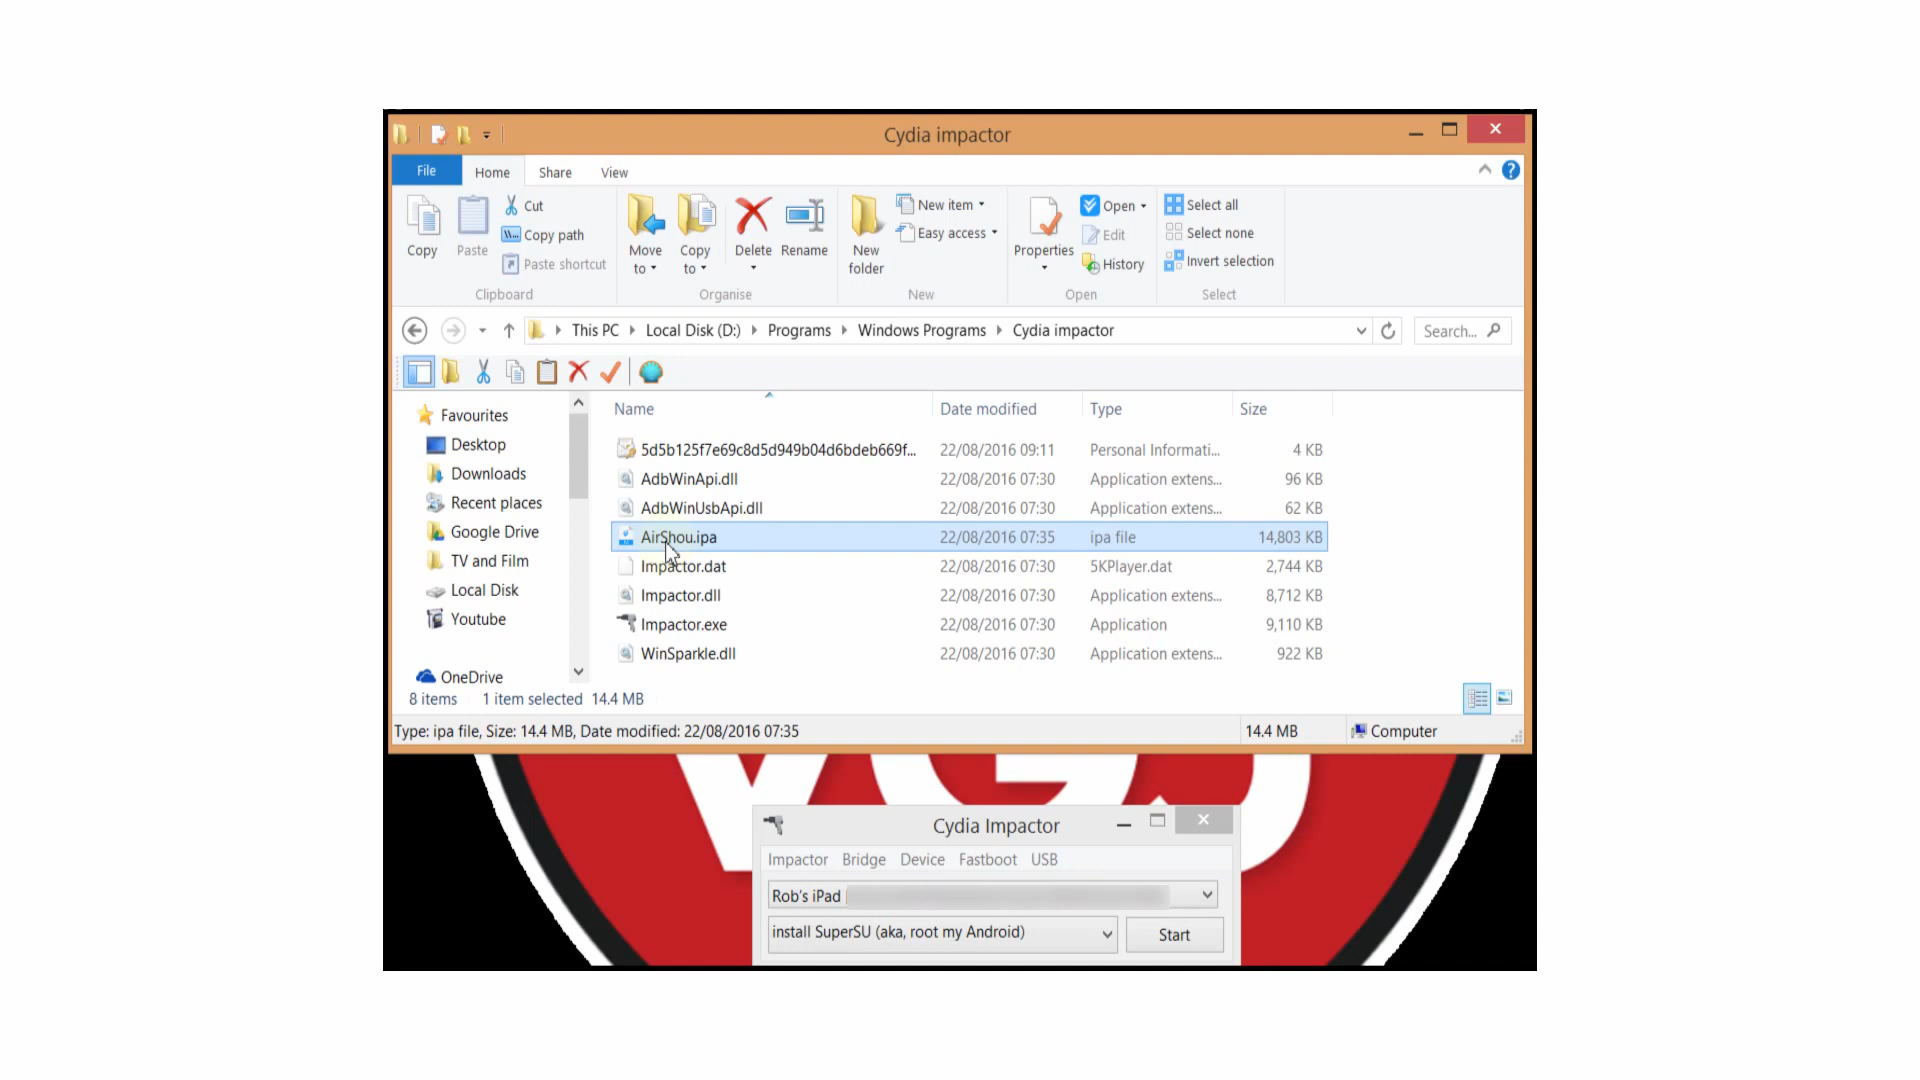 Cydia impactor
File Home Share View
Copy
Paste
Cut
Copy path
Paste shortcut
Clipboard
Move to
Copy to
Delete
Rename
Organise
New folder
New item
Easy access
New
Properties
Open
Edit
History
Open
Select all
Select none
Invert selection
Select
This PC Local Disk (D:) Programs Windows Programs Cydia impactor
Search...
Favourites
Desktop
Downloads
Recent places
Google Drive
TV and Film
Local Disk
Youtube
OneDrive
Name Date modified Type Size
5d5b125f7e69c8d5d949b04d6bdeb669f... 22/08/2016 09:11 Personal Informati... 4 KB
AdbWinApi.dll 22/08/2016 07:30 Application extens... 96 KB
AdbWinUsbApi.dll 22/08/2016 07:30 Application extens... 62 KB
AirShou.ipa 22/08/2016 07:35 ipa file 14,803 KB
Impactor.dat 22/08/2016 07:30 5KPlayer.dat 2,744 KB
Impactor.dll 22/08/2016 07:30 Application extens... 8,712 KB
Impactor.exe 22/08/2016 07:30 Application 9,110 KB
WinSparkle.dll 22/08/2016 07:30 Application extens... 922 KB
8 items 1 item selected 14.4 MB
Type: ipa file, Size: 14.4 MB, Date modified: 22/08/2016 07:35 14.4 MB Computer
Cydia Impactor
Impactor Bridge Device Fastboot USB
Rob's iPad
install SuperSU (aka, root my Android) Start